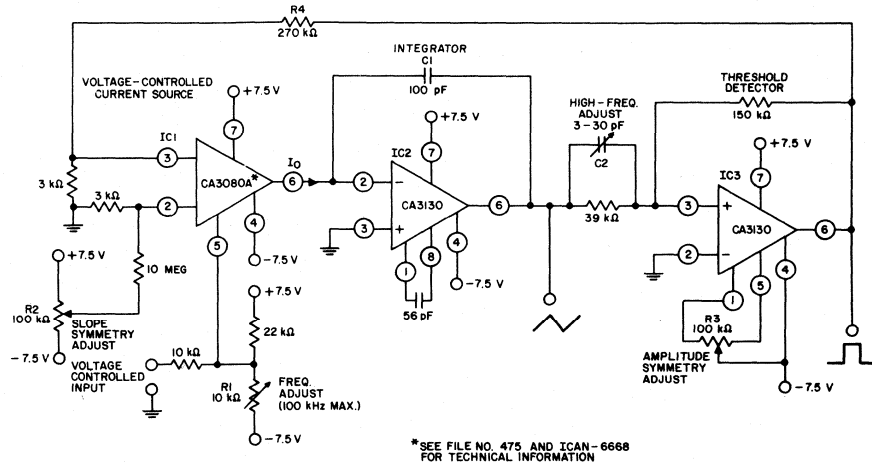 R4
270 kΩ
INTEGRATOR
C1
100 pF
VOLTAGE-CONTROLLED
CURRENT SOURCE
+7.5 V
THRESHOLD
DETECTOR
150 kΩ
HIGH-FREQ.
ADJUST
3-30 pF
C2
+7.5 V
+7.5 V
IC1
7
3
CA3080A*
I₀
6
IC2
7
2
−
CA3130
3
+
6
39 kΩ
IC3
7
3
+
CA3130
2
−
6
3 kΩ
3 kΩ
2
4
5
-7.5 V
1
8
4
-7.5 V
56 pF
1
5
4
R3
100 kΩ
10 MEG
+7.5 V
R2
100 kΩ
SLOPE
SYMMETRY
ADJUST
-7.5 V
+7.5 V
22 kΩ
VOLTAGE
CONTROLLED
INPUT
10 kΩ
R1
10 kΩ
FREQ.
ADJUST
(100 kHz MAX.)
-7.5 V
AMPLITUDE
SYMMETRY
ADJUST
-7.5 V
*SEE FILE NO. 475 AND ICAN-6668
FOR TECHNICAL INFORMATION